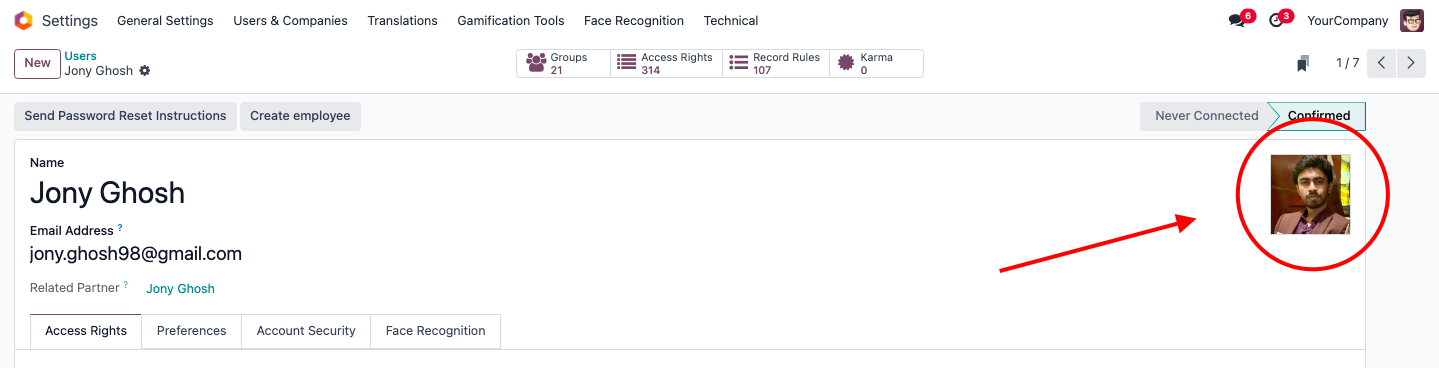 Settings General Settings Users & Companies Translations Gamification Tools Face Recognition Technical 6 3 YourCompany
New Users Groups Access Rights Record Rules Karma
Jony Ghosh 21 314 107 0 1 / 7
Send Password Reset Instructions Create employee Never Connected Confirmed
Name
Jony Ghosh
Email Address ?
jony.ghosh98@gmail.com
Related Partner ? Jony Ghosh
Access Rights Preferences Account Security Face Recognition